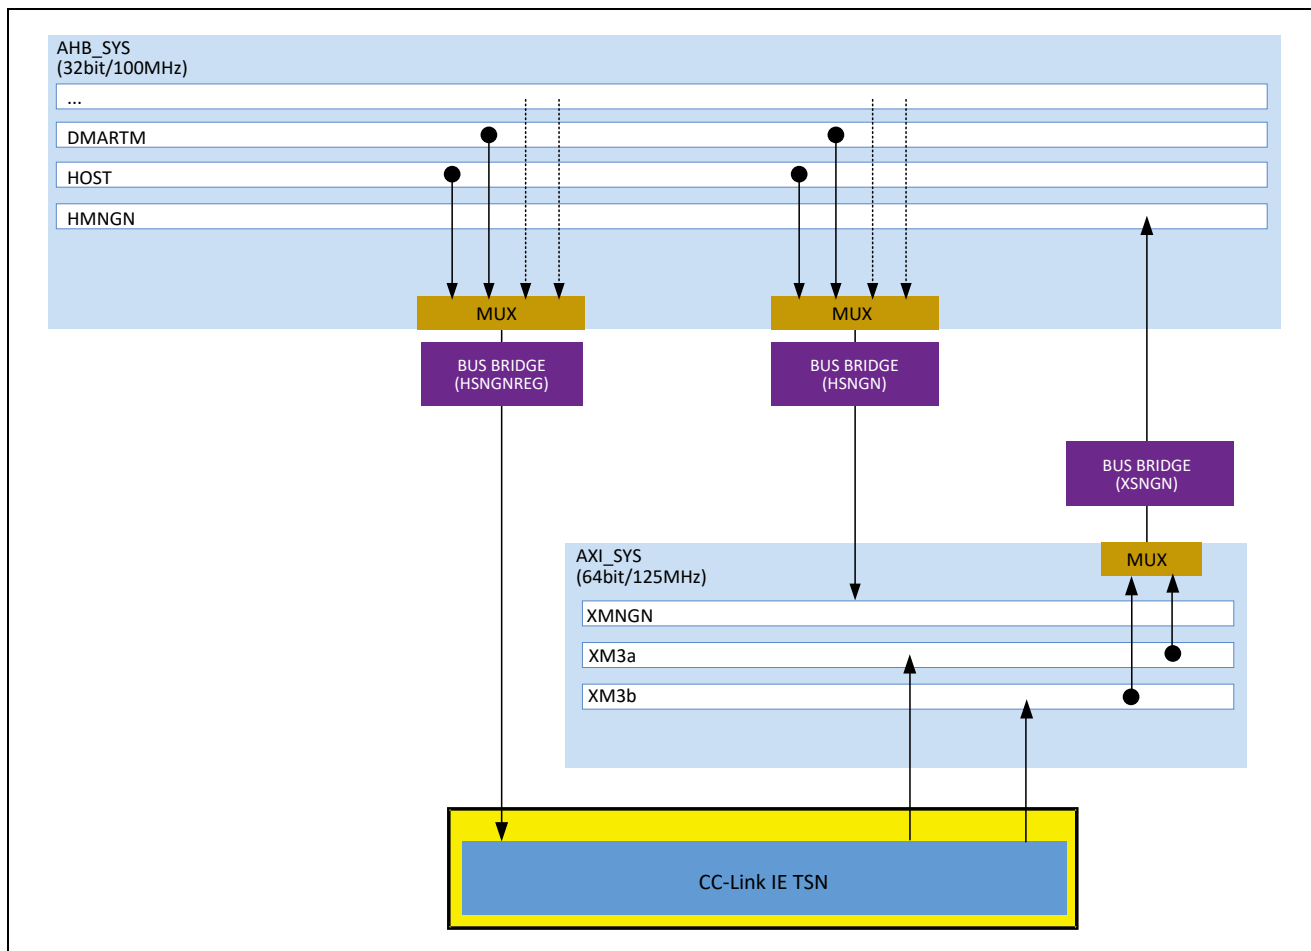 AHB_SYS
(32bit/100MHz)
...
DMARTM
HOST
HMNGN
MUX
MUX
BUS BRIDGE
(HSNGNREG)
BUS BRIDGE
(HSNGN)
BUS BRIDGE
(XSNGN)
AXI_SYS
(64bit/125MHz)
MUX
XMNGN
XM3a
XM3b
CC-Link IE TSN